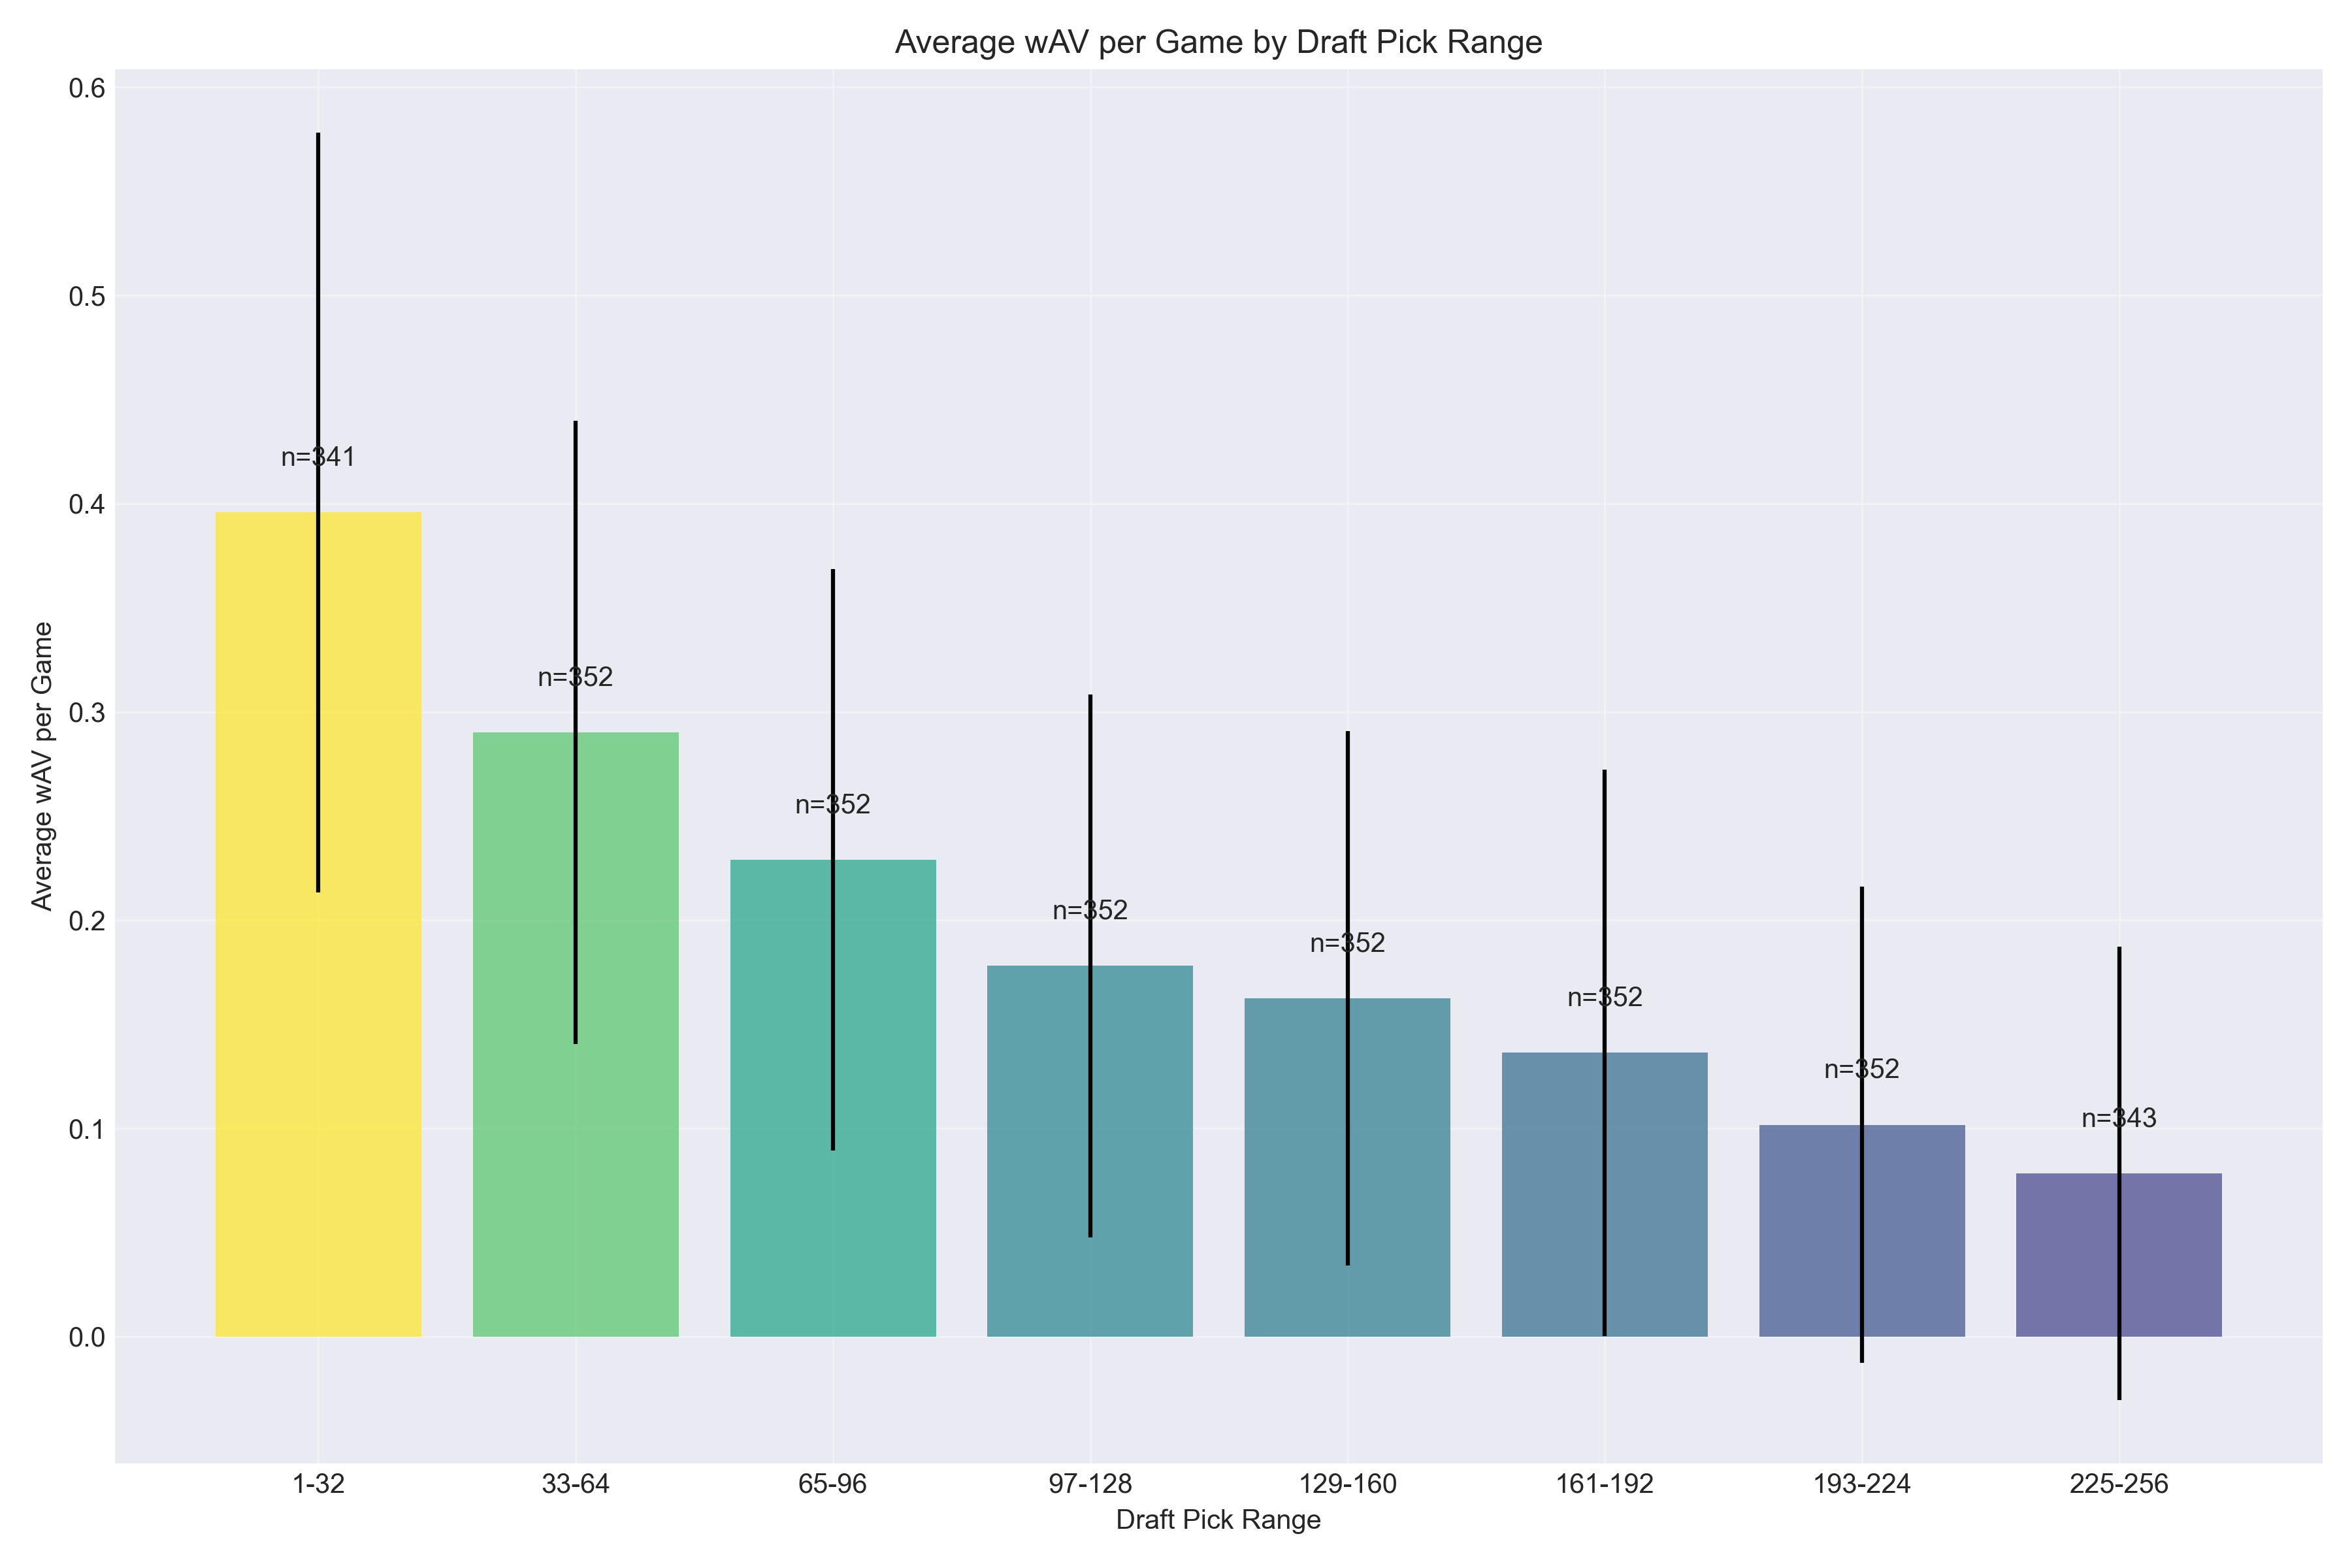 Average wAV per Game by Draft Pick Range
Average wAV per Game
0.6
0.5
0.4
0.3
0.2
0.1
0.0
n=341
n=352
n=352
n=352
n=352
n=352
n=352
n=343
1-32
33-64
65-96
97-128
129-160
161-192
193-224
225-256
Draft Pick Range